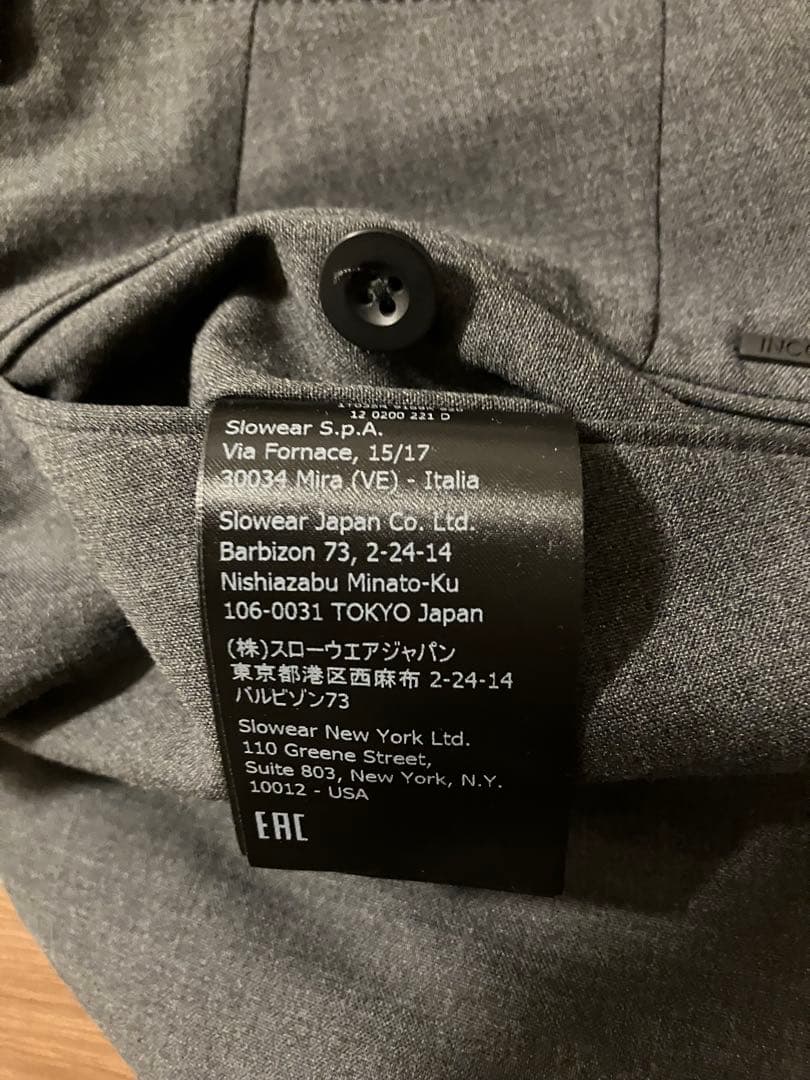 12 0200 221 D
Slowear S.p.A.
Via Fornace, 15/17
30034 Mira (VE) - Italia
Slowear Japan Co. Ltd.
Barbizon 73, 2-24-14
Nishiazabu Minato-Ku
106-0031 TOKYO Japan
(株)スローウエアジャパン
東京都港区西麻布 2-24-14
バルビゾン73
Slowear New York Ltd.
110 Greene Street,
Suite 803, New York, N.Y.
10012 - USA
EAC